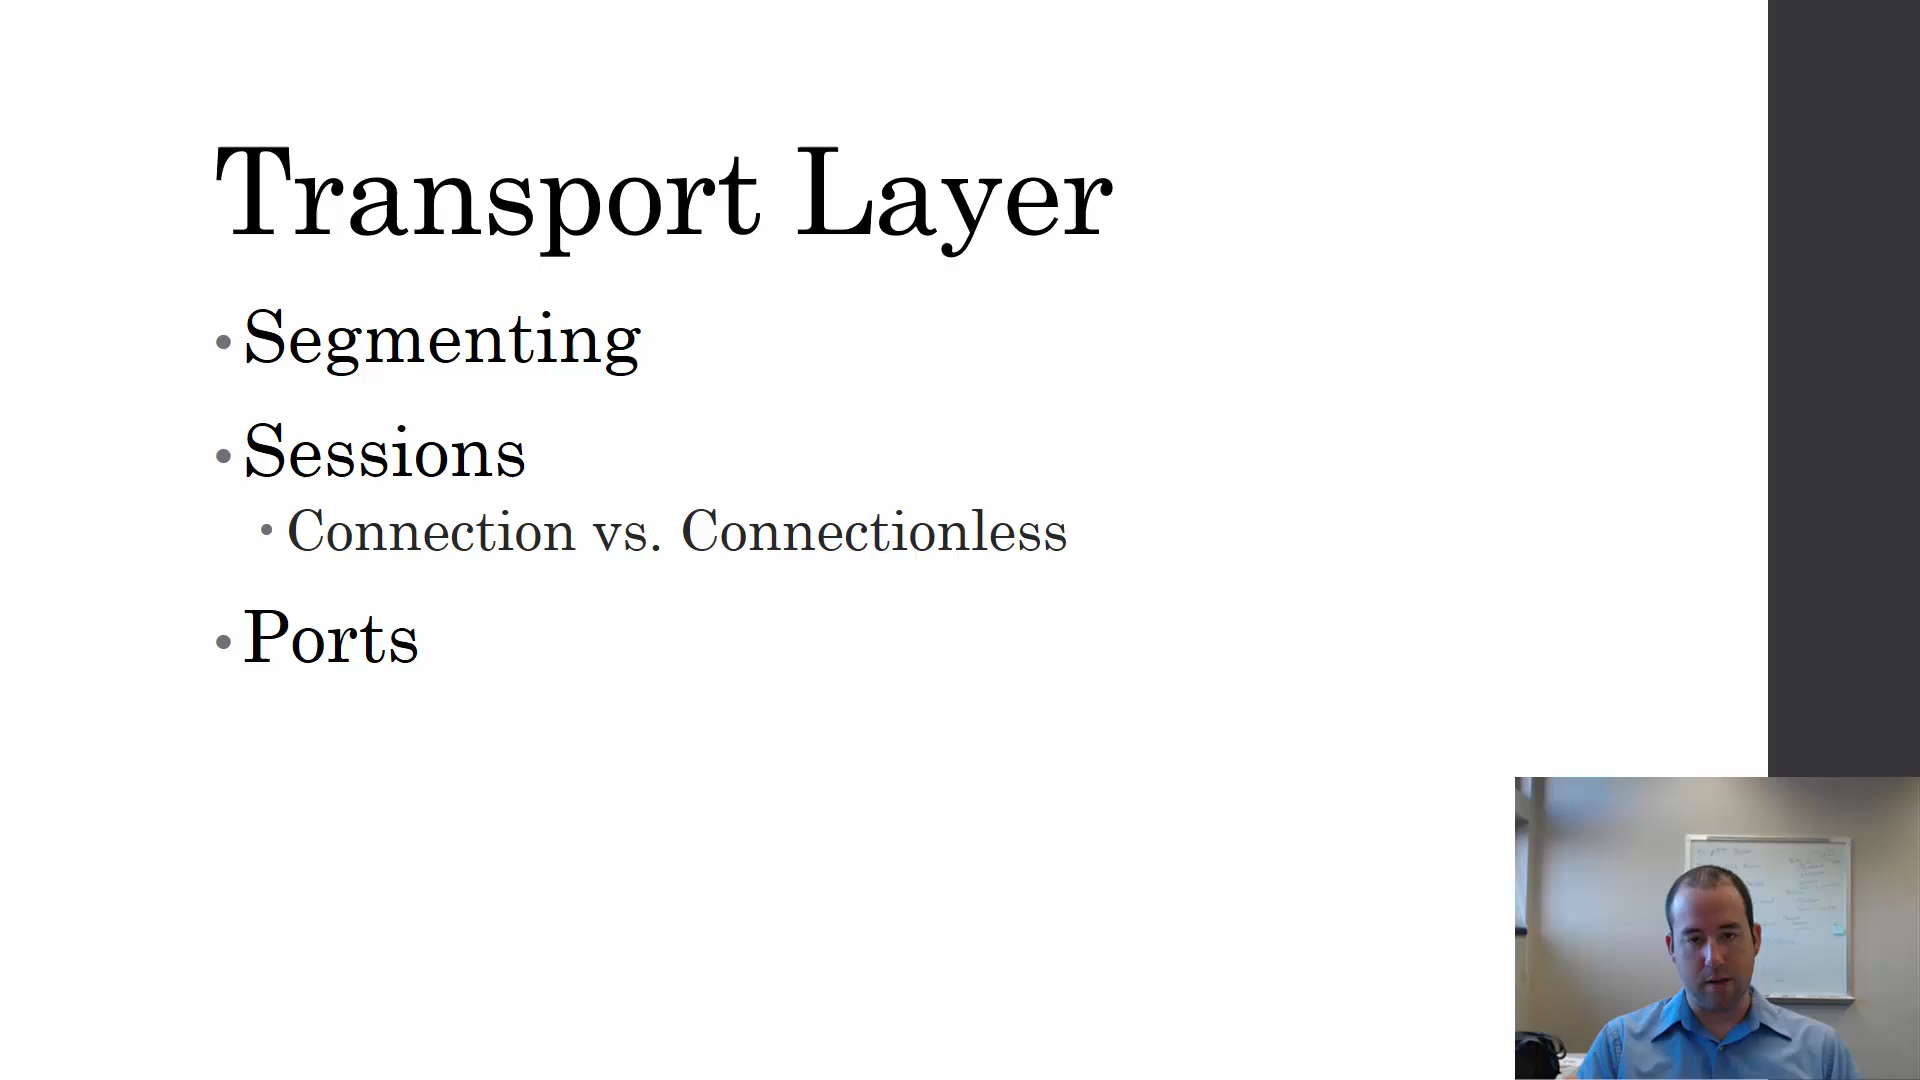 Transport Layer
• Segmenting
• Sessions
• Connection vs. Connectionless
• Ports